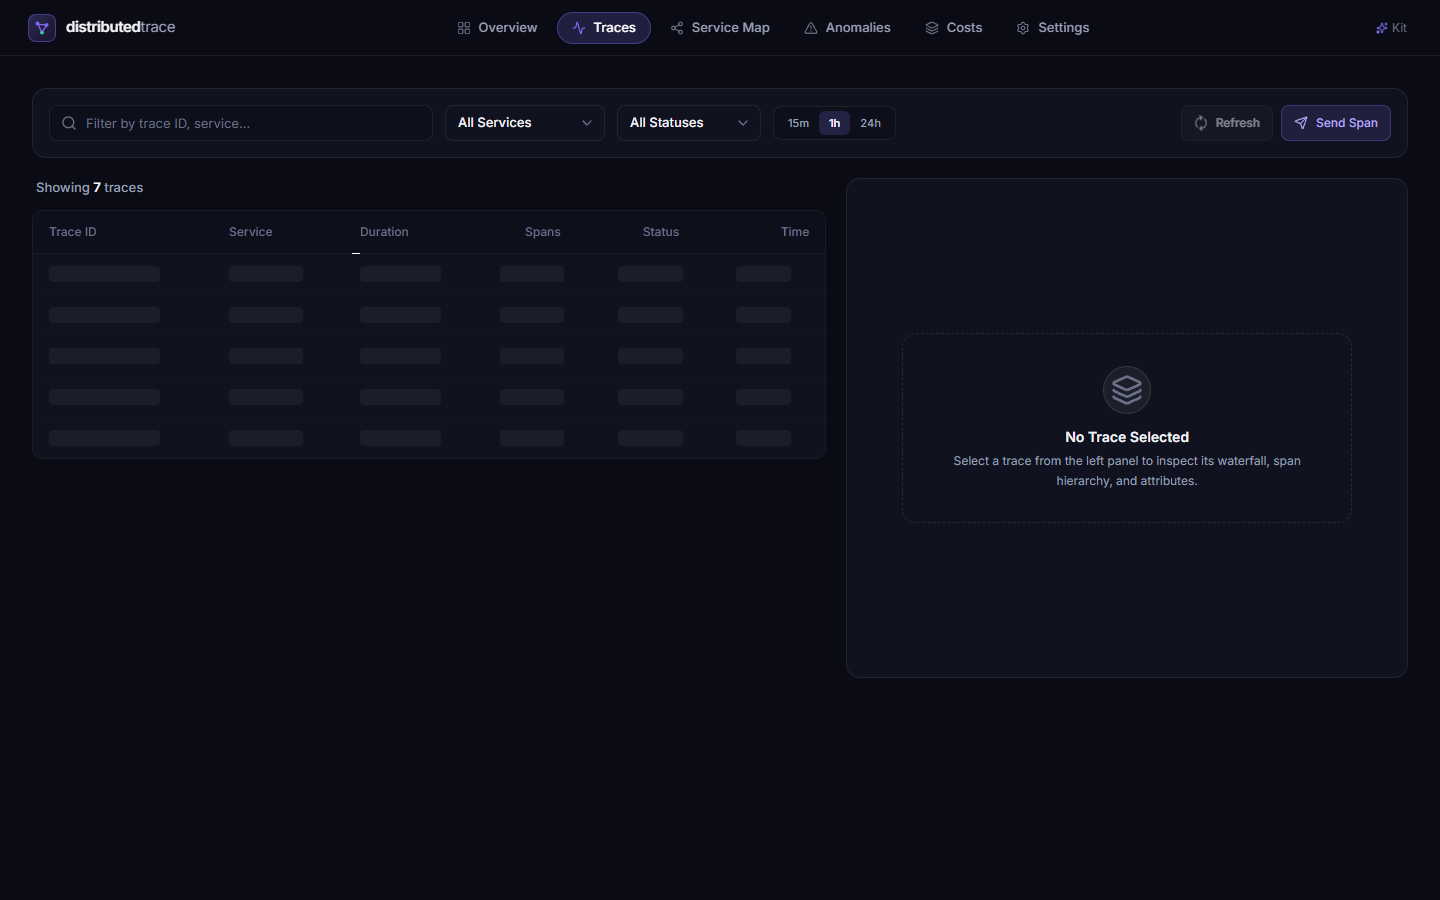 distributedtrace
Overview
Traces
Service Map
Anomalies
Costs
Settings
Kit
Filter by trace ID, service...
All Services
All Statuses
15m
1h
24h
Refresh
Send Span
Showing 7 traces
Trace ID
Service
Duration
Spans
Status
Time
No Trace Selected
Select a trace from the left panel to inspect its waterfall, span
hierarchy, and attributes.